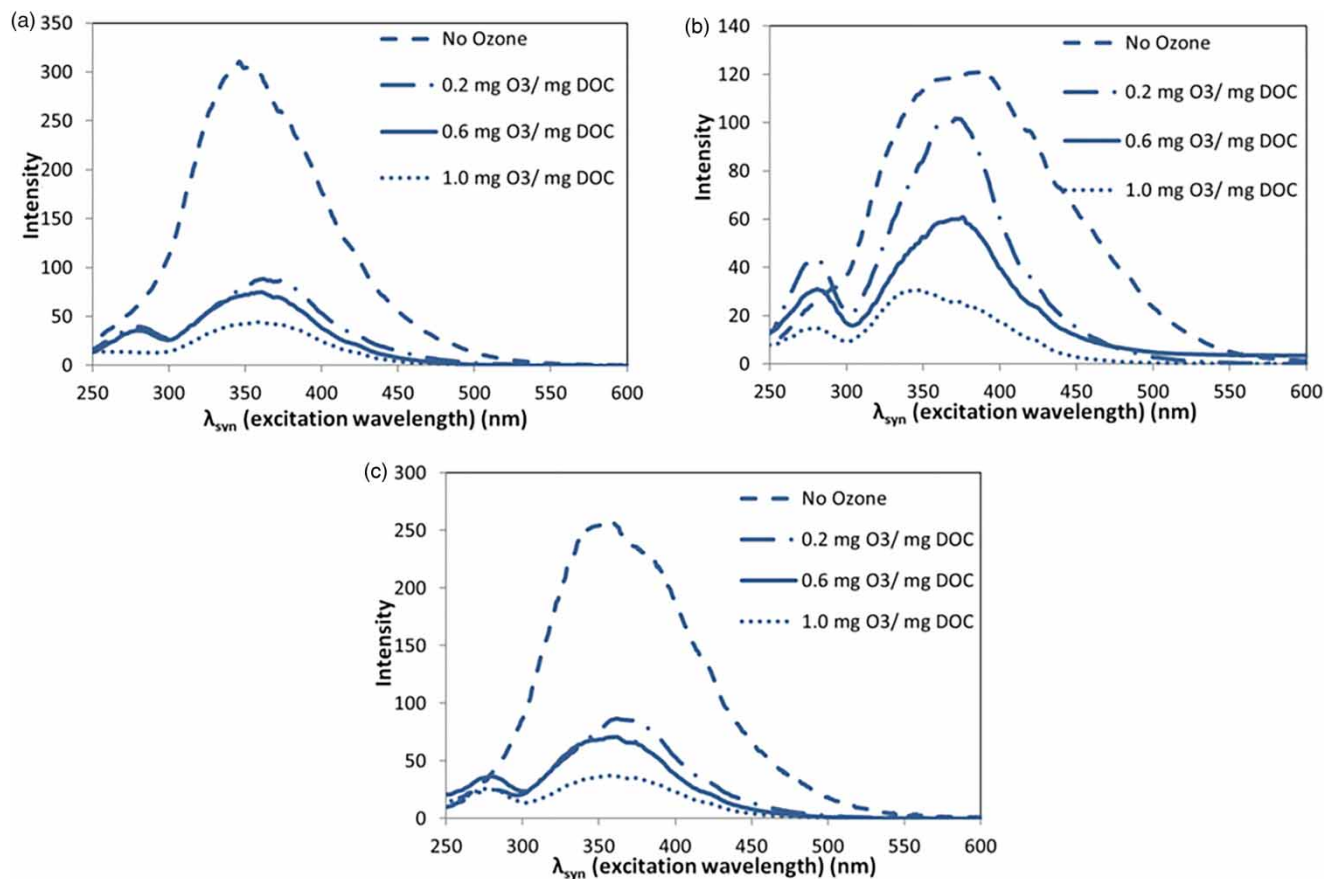 (a)
350
300
250
200
150
100
50
0
Intensity
No Ozone
0.2 mg O3/ mg DOC
0.6 mg O3/ mg DOC
1.0 mg O3/ mg DOC
250 300 350 400 450 500 550 600
λsyn (excitation wavelength) (nm)
(b)
140
120
100
80
60
40
20
0
Intensity
No Ozone
0.2 mg O3/ mg DOC
0.6 mg O3/ mg DOC
1.0 mg O3/ mg DOC
250 300 350 400 450 500 550 600
λsyn (excitation wavelength) (nm)
(c)
300
250
200
150
100
50
0
Intensity
No Ozone
0.2 mg O3/ mg DOC
0.6 mg O3/ mg DOC
1.0 mg O3/ mg DOC
250 300 350 400 450 500 550 600
λsyn (excitation wavelength) (nm)